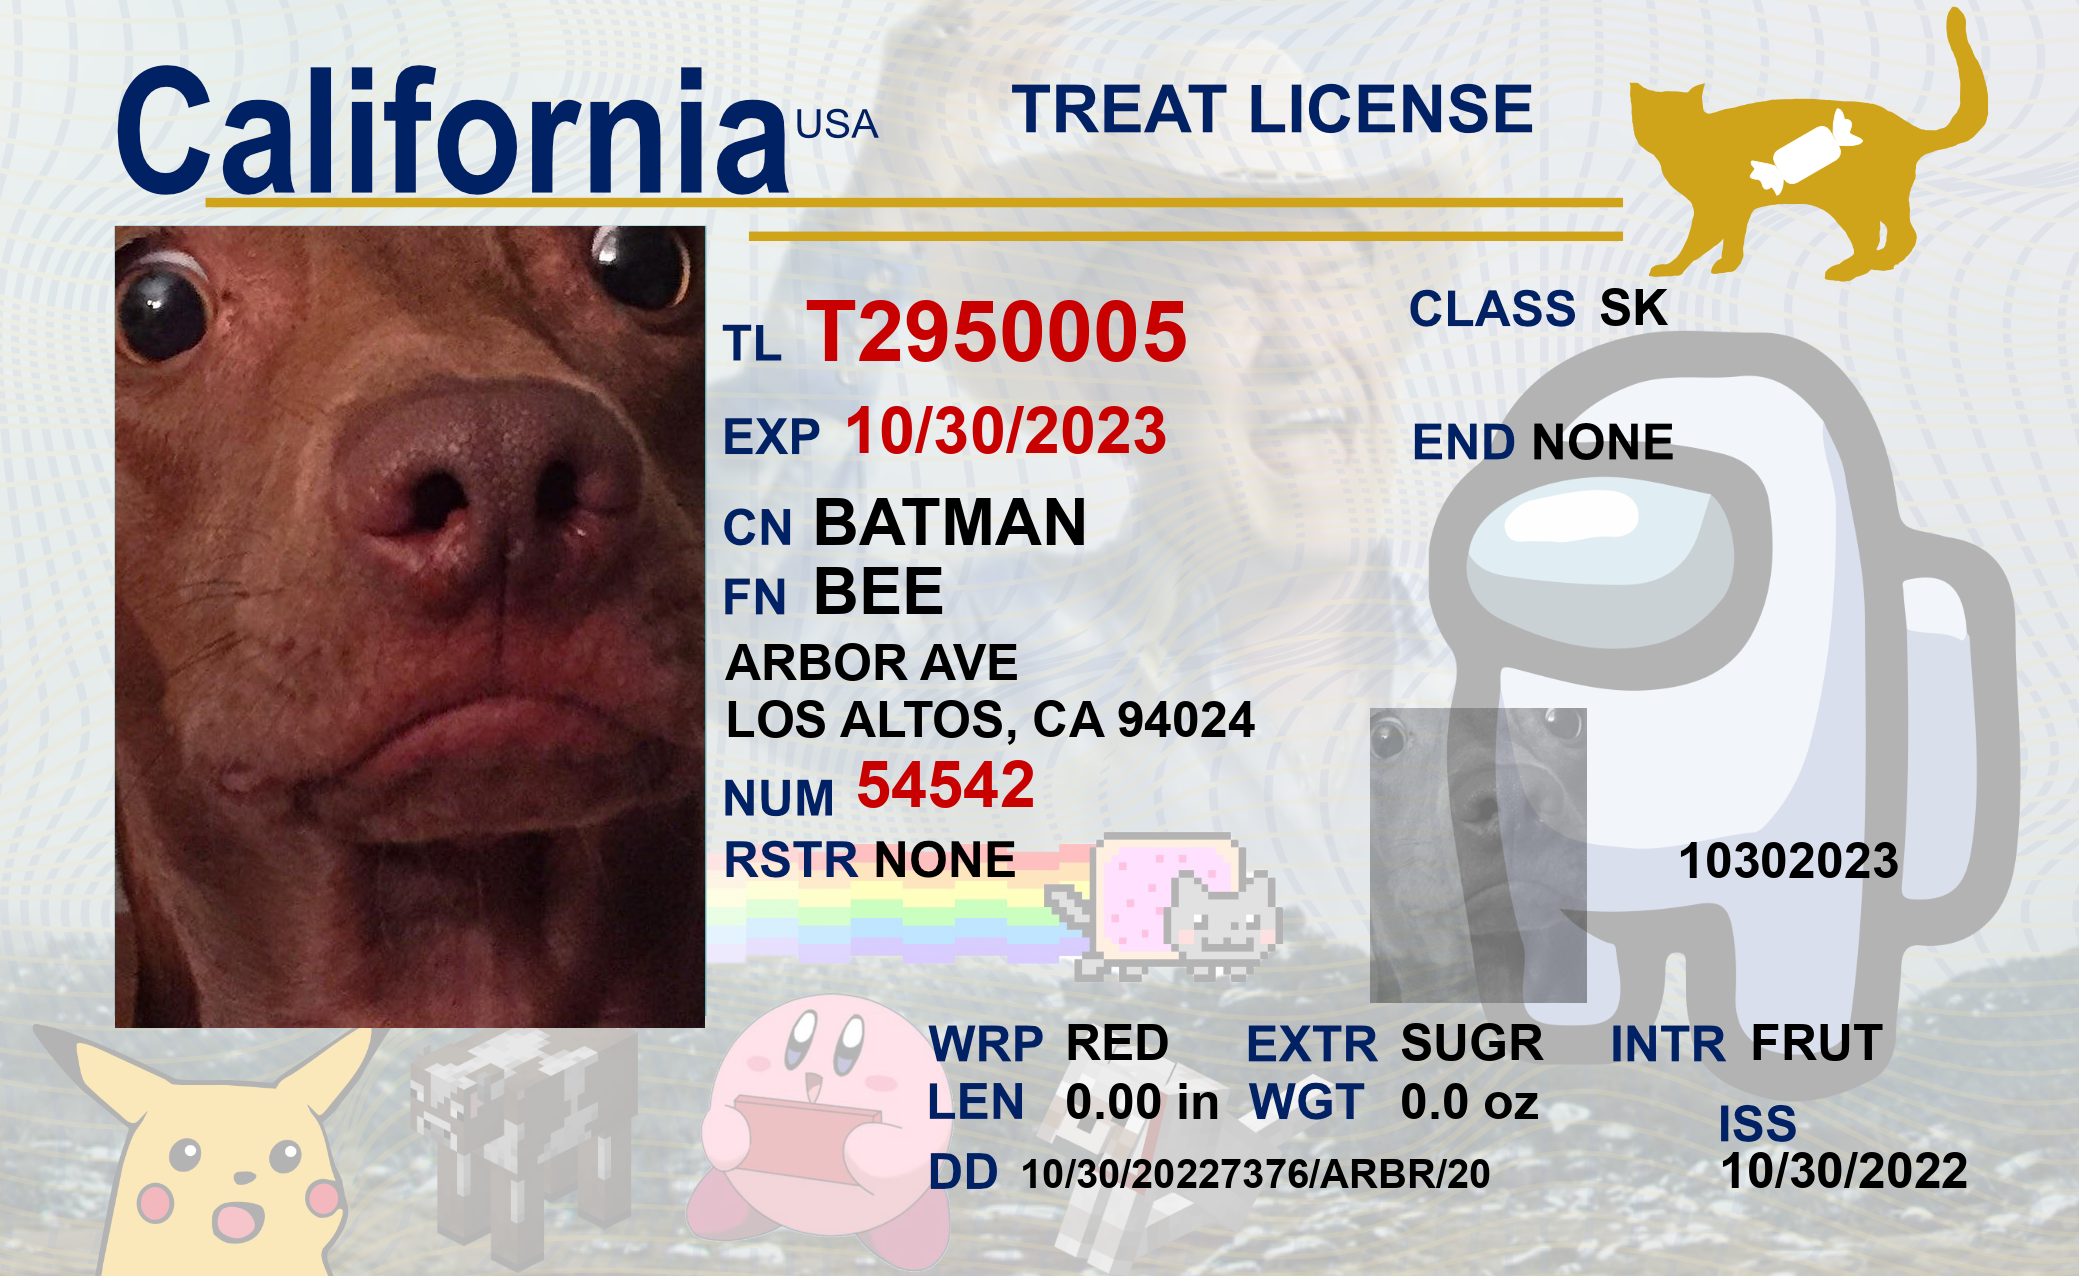 California USA TREAT LICENSE
TL T2950005
CLASS SK
EXP 10/30/2023
END NONE
CN BATMAN
FN BEE
ARBOR AVE
LOS ALTOS, CA 94024
NUM 54542
RSTR NONE
10302023
WRP RED EXTR SUGR INTR FRUT
LEN 0.00 in WGT 0.0 oz
ISS
10/30/2022
DD 10/30/20227376/ARBR/20